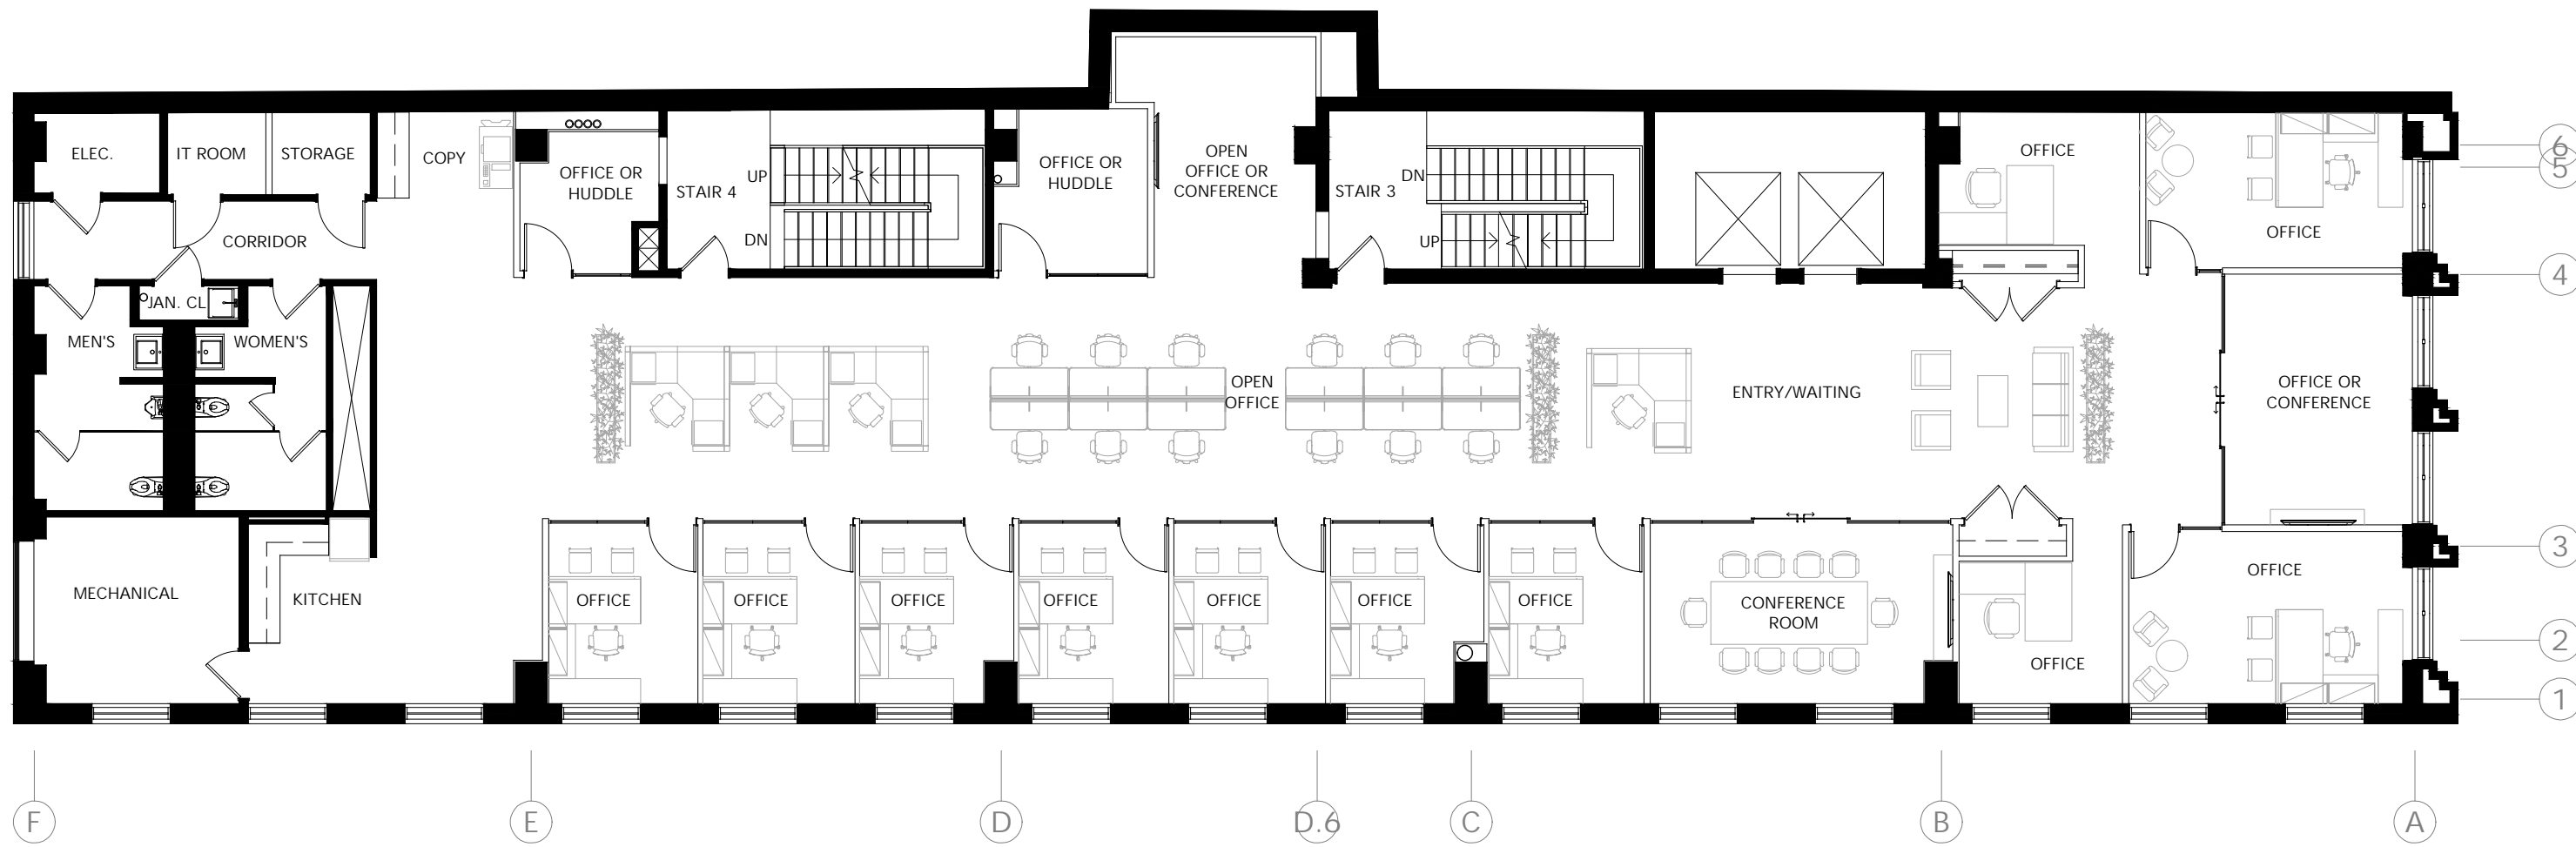 ELEC.
IT ROOM
STORAGE
COPY
OFFICE OR
HUDDLE
STAIR 4
UP
DN
OFFICE OR
HUDDLE
OPEN
OFFICE OR
CONFERENCE
STAIR 3
DN
UP
OFFICE
OFFICE
6
5
4
CORRIDOR
JAN. CL
MEN'S
WOMEN'S
OPEN
OFFICE
ENTRY/WAITING
OFFICE OR
CONFERENCE
3
MECHANICAL
KITCHEN
OFFICE
OFFICE
OFFICE
OFFICE
OFFICE
OFFICE
OFFICE
CONFERENCE
ROOM
OFFICE
OFFICE
2
1
F
E
D
D.6
C
B
A